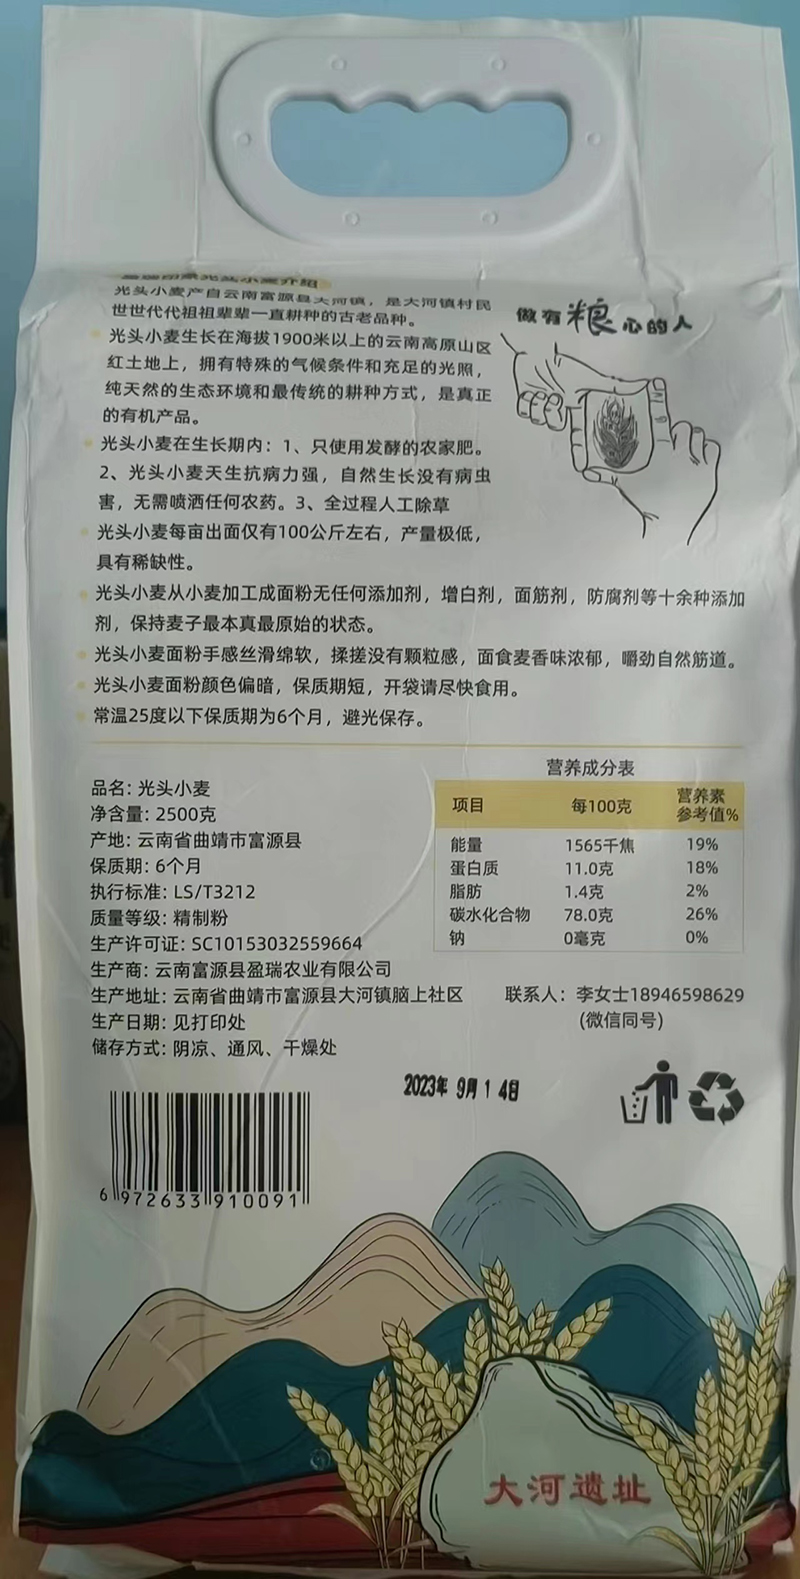 光头小麦产自云南富源县大河镇，是大河镇村民
世世代代祖祖辈辈一直耕种的古老品种。
光头小麦生长在海拔1900米以上的云南高原山区
红土地上，拥有特殊的气候条件和充足的光照，
纯天然的生态环境和最传统的耕种方式，是真正
的有机产品。
光头小麦在生长期内：1、只使用发酵的农家肥。
2、光头小麦天生抗病力强，自然生长没有病虫
害，无需喷洒任何农药。3、全过程人工除草
光头小麦每亩出面仅有100公斤左右，产量极低，
具有稀缺性。
做有粮心的人
光头小麦从小麦加工成面粉无任何添加剂，增白剂，面筋剂，防腐剂等十余种添加
剂，保持麦子最本真最原始的状态。
光头小麦面粉手感丝滑绵软，揉搓没有颗粒感，面食麦香味浓郁，嚼劲自然筋道。
光头小麦面粉颜色偏暗，保质期短，开袋请尽快食用。
常温25度以下保质期为6个月，避光保存。
品名: 光头小麦
净含量: 2500克
产地: 云南省曲靖市富源县
保质期: 6个月
执行标准: LS/T3212
质量等级: 精制粉
生产许可证: SC10153032559664
生产商: 云南富源县盈瑞农业有限公司
生产地址: 云南省曲靖市富源县大河镇脑上社区
生产日期: 见打印处
储存方式: 阴凉、通风、干燥处
营养成分表
项目 每100克 营养素
参考值%
能量 1565千焦 19%
蛋白质 11.0克 18%
脂肪 1.4克 2%
碳水化合物 78.0克 26%
钠 0毫克 0%
联系人: 李女士18946598629
(微信同号)
2023年 9月 14日
6 972633 910091
大河遗址